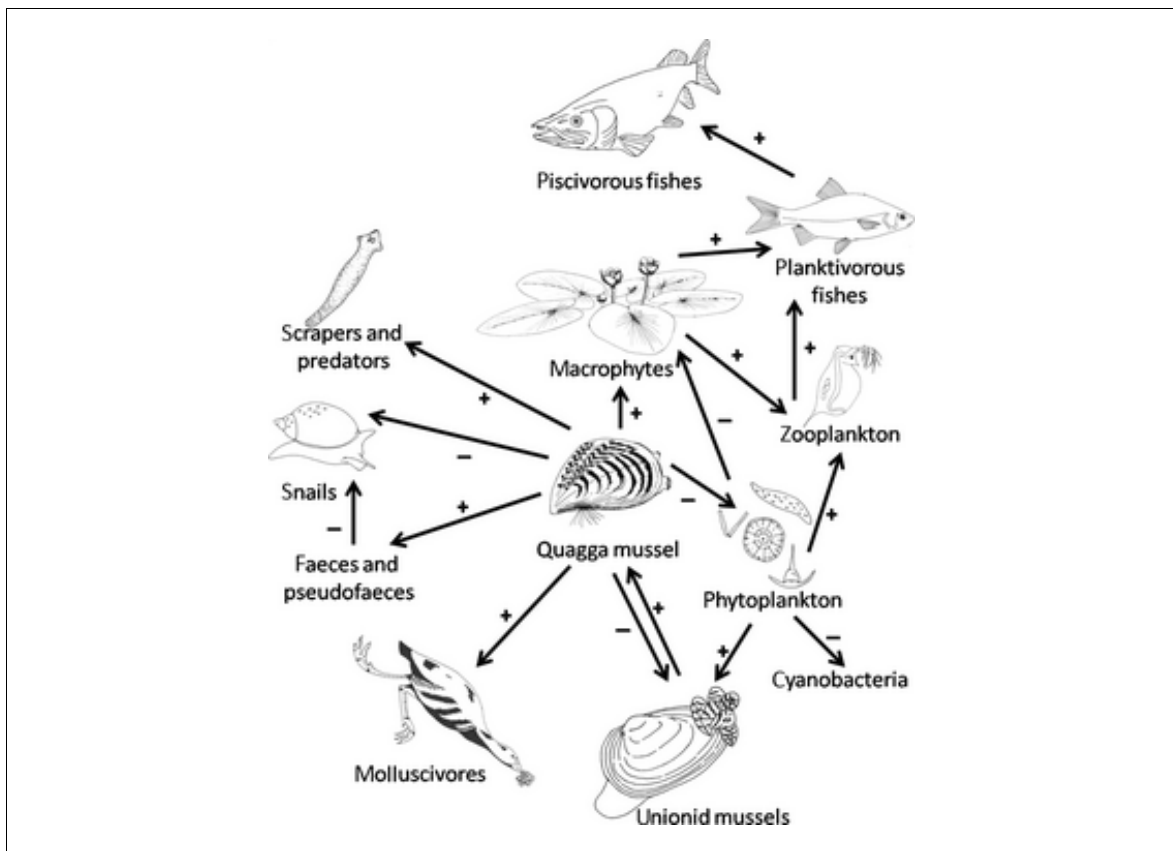 +
Piscivorous fishes
+
Planktivorous
fishes
Scrapers and
predators
Macrophytes
+
+
+
+
–
Zooplankton
–
Snails
+
–
+
–
Quagga mussel
Faeces and
pseudofaeces
Phytoplankton
+
+
+
–
+
–
Cyanobacteria
Molluscivores
Unionid mussels